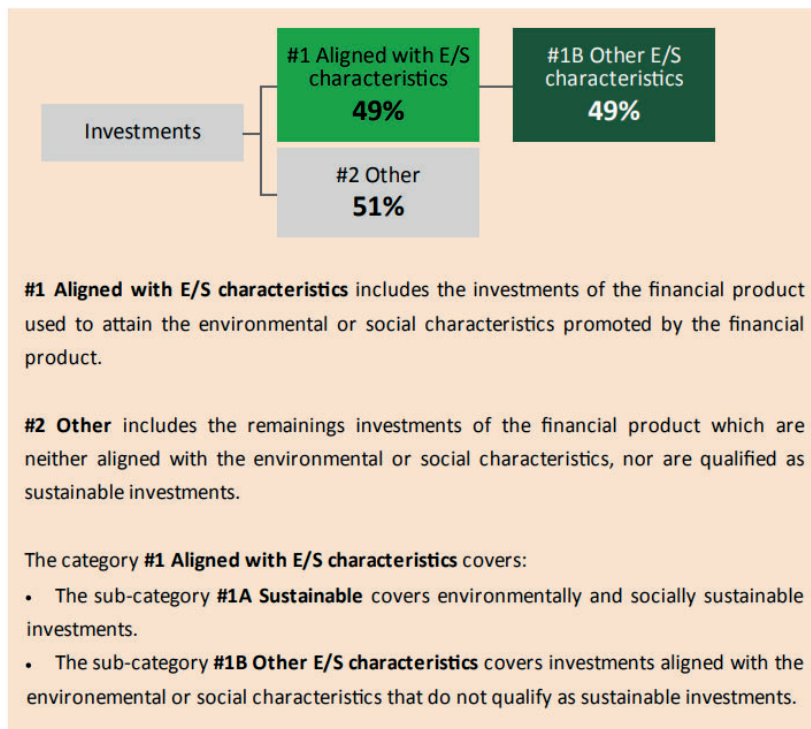 #1 Aligned with E/S
characteristics
49%
#1B Other E/S
characteristics
49%
Investments
#2 Other
51%
#1 Aligned with E/S characteristics includes the investments of the financial product
used to attain the environmental or social characteristics promoted by the financial
product.
#2 Other includes the remainings investments of the financial product which are
neither aligned with the environmental or social characteristics, nor are qualified as
sustainable investments.
The category #1 Aligned with E/S characteristics covers:
• The sub-category #1A Sustainable covers environmentally and socially sustainable
investments.
• The sub-category #1B Other E/S characteristics covers investments aligned with the
environemental or social characteristics that do not qualify as sustainable investments.